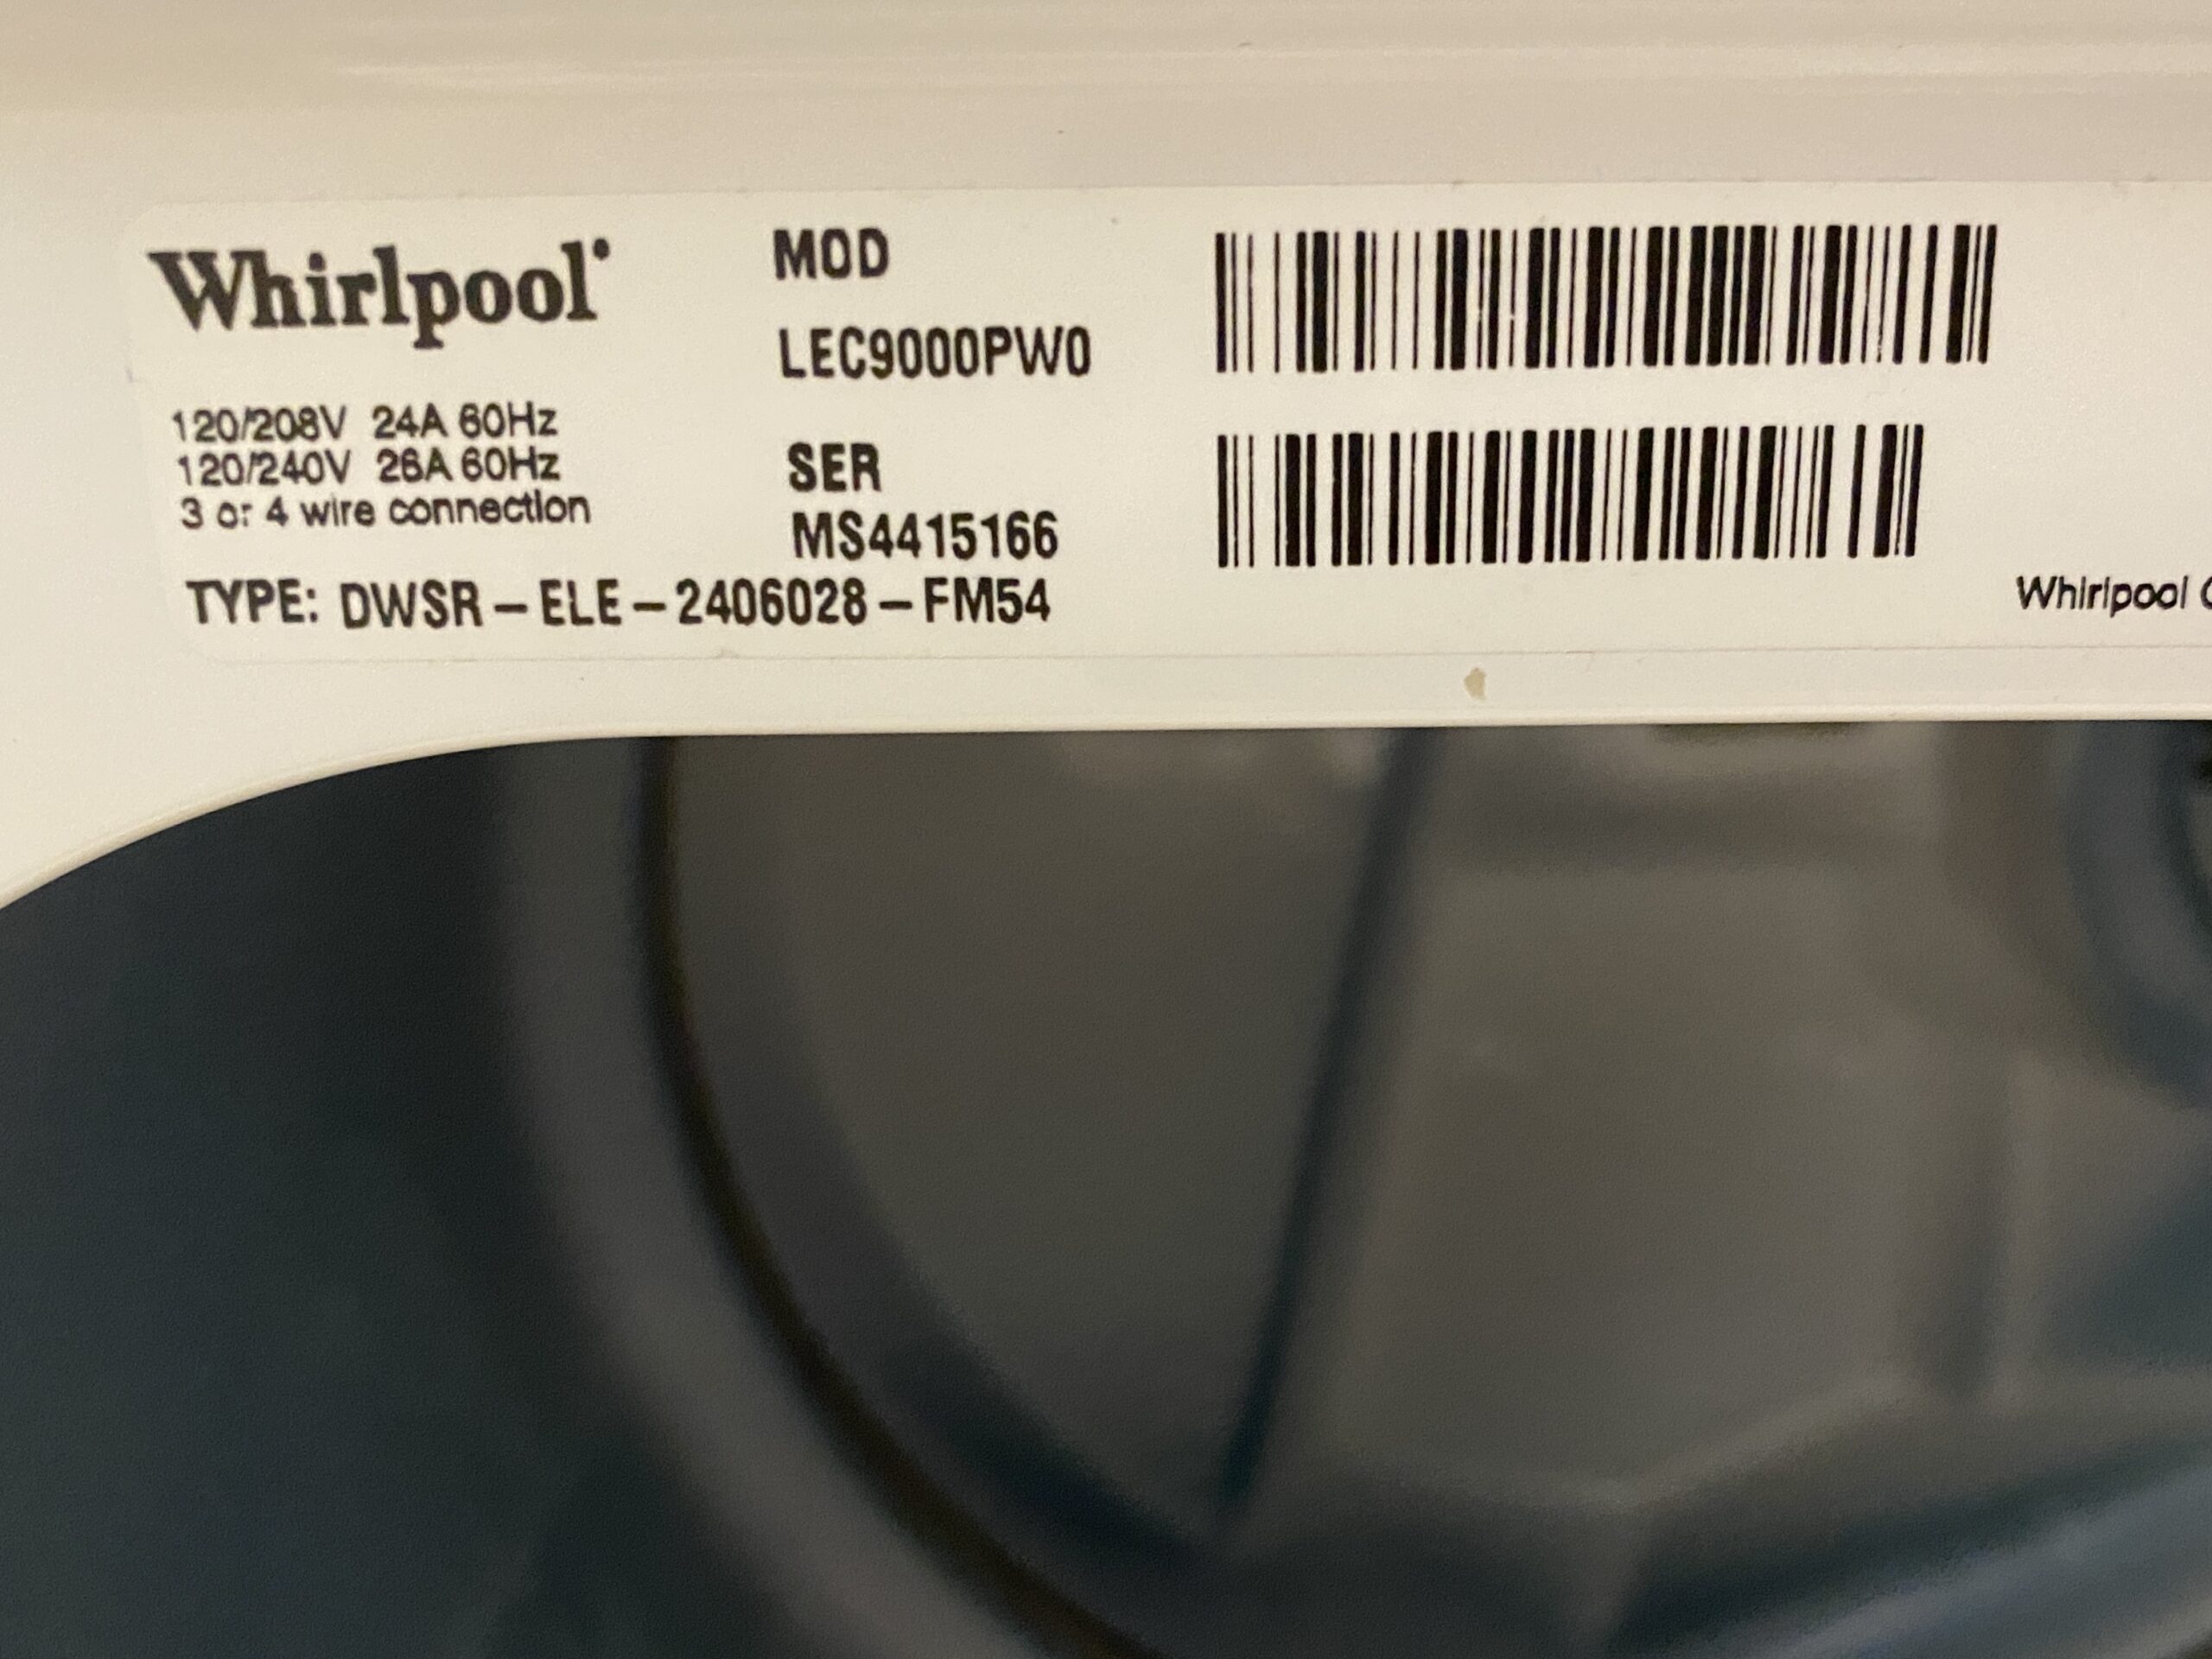 Whirlpool
MOD
LEC9000PW0
120/208V 24A 60Hz
120/240V 26A 60Hz
3 or 4 wire connection
SER
MS4415166
TYPE: DWSR – ELE – 2406028 – FM54
Whirlpool